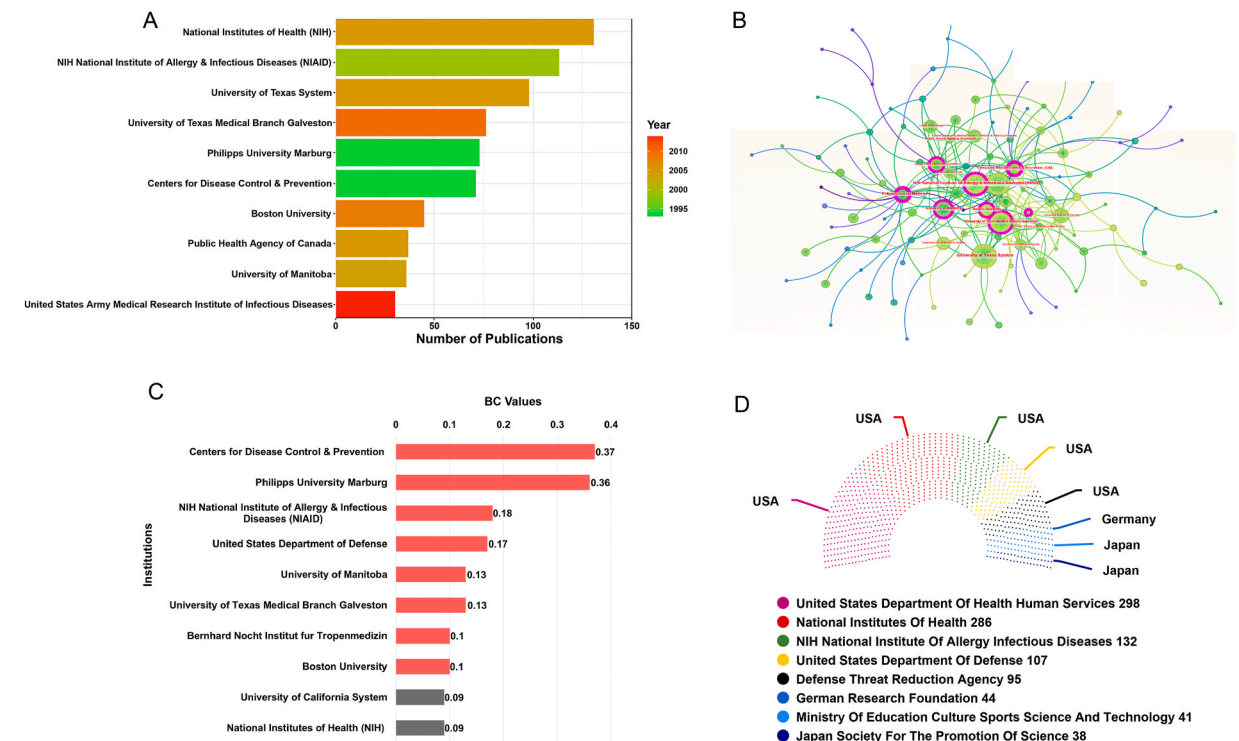 A
National Institutes of Health (NIH)
NIH National Institute of Allergy & Infectious Diseases (NIAID)
University of Texas System
University of Texas Medical Branch Galveston
Philipps University Marburg
Centers for Disease Control & Prevention
Boston University
Public Health Agency of Canada
University of Manitoba
United States Army Medical Research Institute of Infectious Diseases
0 50 100 150
Number of Publications
Year
2010
2005
2000
1995
B
University of Texas System
C
BC Values
0 0.1 0.2 0.3 0.4
Institutions
Centers for Disease Control & Prevention 0.37
Philipps University Marburg 0.36
NIH National Institute of Allergy & Infectious
Diseases (NIAID) 0.18
United States Department of Defense 0.17
University of Manitoba 0.13
University of Texas Medical Branch Galveston 0.13
Bernhard Nocht Institut fur Tropenmedizin 0.1
Boston University 0.1
University of California System 0.09
National Institutes of Health (NIH) 0.09
D
USA
USA
USA
USA
USA
Germany
Japan
Japan
United States Department Of Health Human Services 298
National Institutes Of Health 286
NIH National Institute Of Allergy Infectious Diseases 132
United States Department Of Defense 107
Defense Threat Reduction Agency 95
German Research Foundation 44
Ministry Of Education Culture Sports Science And Technology 41
Japan Society For The Promotion Of Science 38